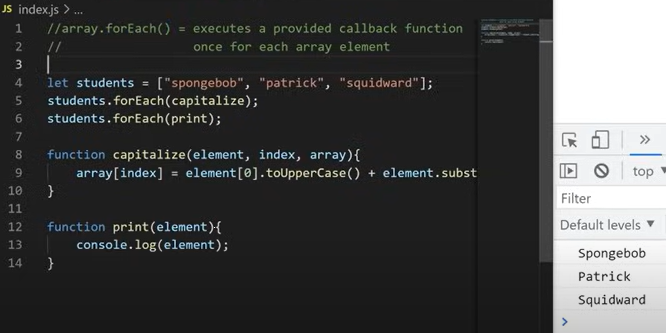 JS index.js > ...
1 //array.forEach() = executes a provided callback function
2 // once for each array element
3
4 let students = ["spongebob", "patrick", "squidward"];
5 students.forEach(capitalize);
6 students.forEach(print);
7
8 function capitalize(element, index, array){
9 array[index] = element[0].toUpperCase() + element.subst
10 }
11
12 function print(element){
13 console.log(element);
14 }
top
Filter
Default levels
Spongebob
Patrick
Squidward